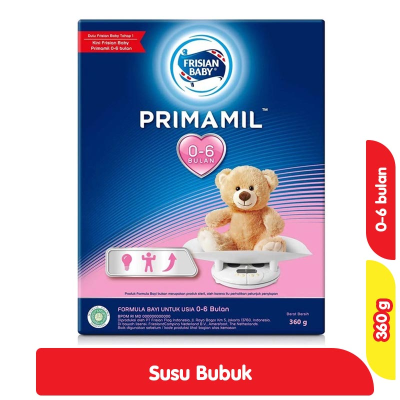 Susu Frisian Baby Tahap 1
Kini Frisian Baby
Primamil 0-6 bulan
FRISIAN
BABY
PRIMAMIL™
0-6
BULAN
FORMULA BAYI UNTUK USIA 0-6 Bulan
Berat Bersih
360 g
0-6 bulan
360 g
Susu Bubuk